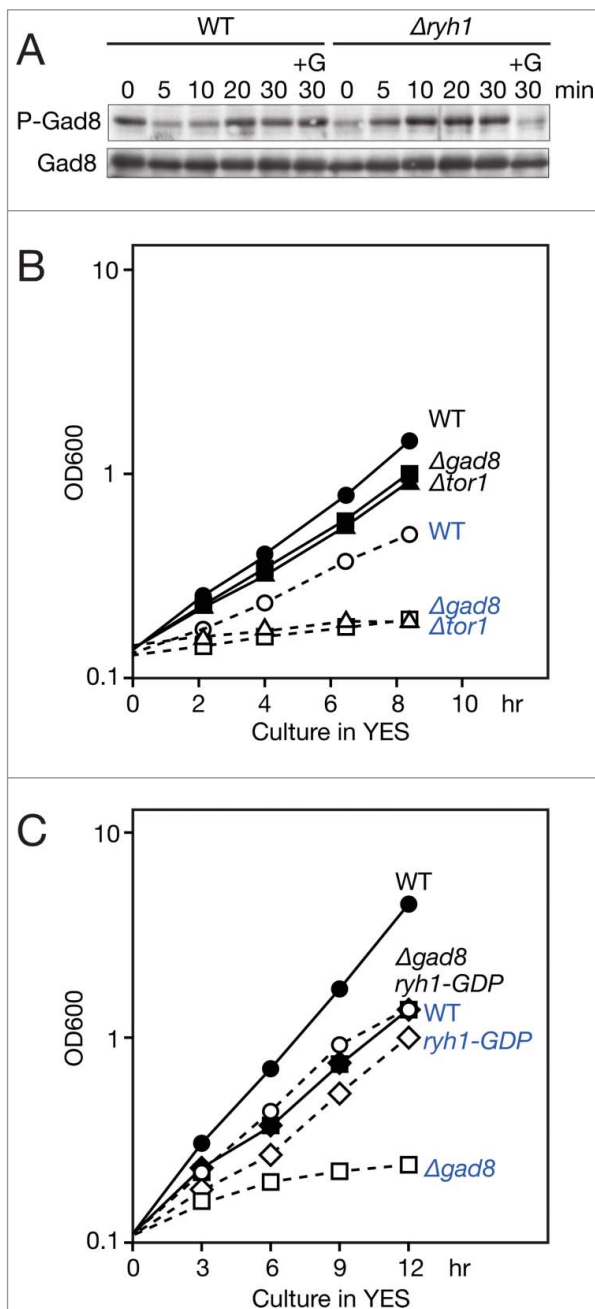 A
WT Δryh1
+G +G
0 5 10 20 30 30 0 5 10 20 30 30 min
P-Gad8
Gad8
B
10
1
0.1
OD600
WT
Δgad8
Δtor1
WT
Δgad8
Δtor1
0 2 4 6 8 10 hr
Culture in YES
C
10
1
0.1
OD600
WT
Δgad8
ryh1-GDP
WT
ryh1-GDP
Δgad8
0 3 6 9 12 hr
Culture in YES